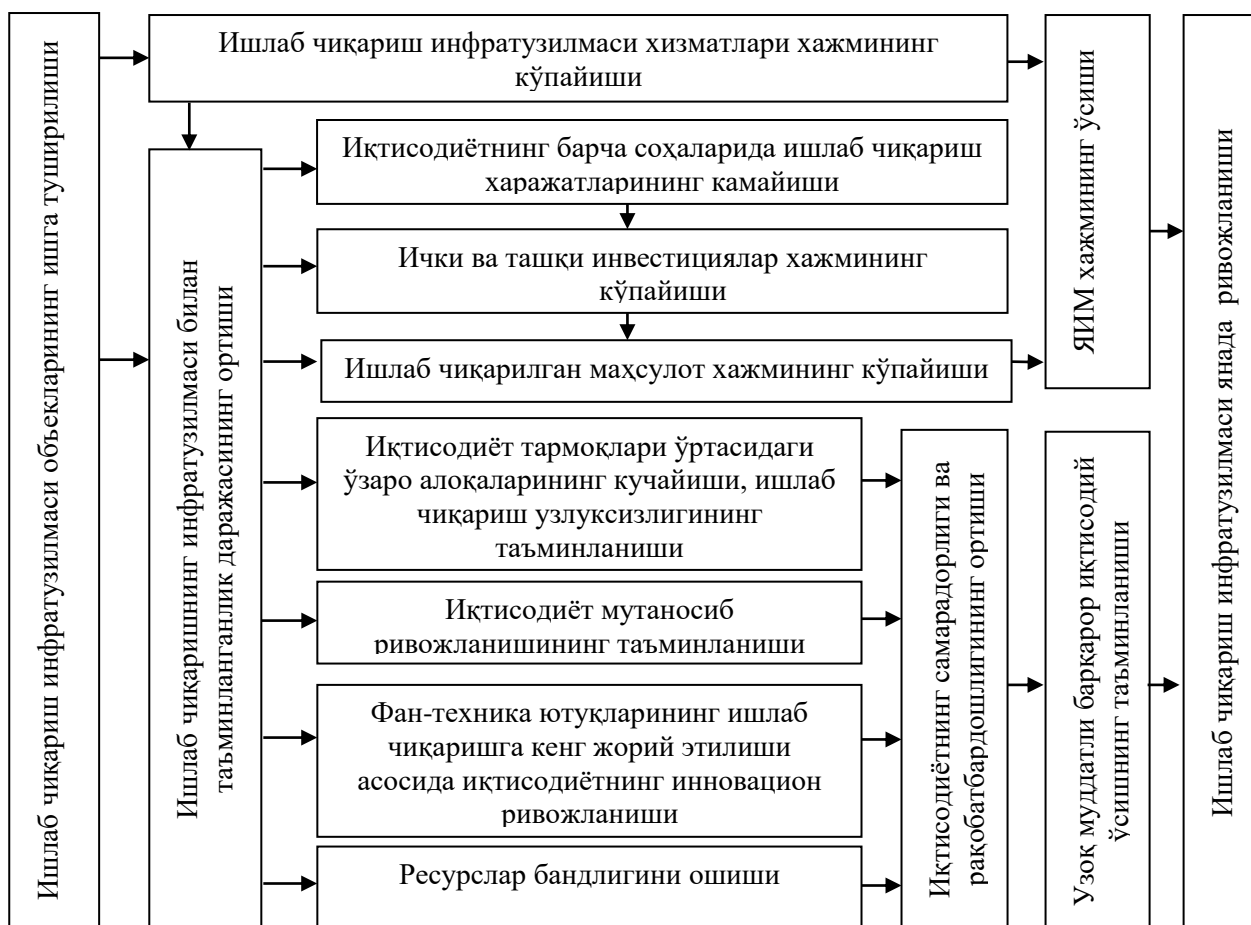 Ишлаб чиқариш инфратузилмаси объекларининг ишга туширилиши
Ишлаб чиқариш инфратузилмаси хизматлари хажмининг
кўпайиши
Ишлаб чиқаришнинг инфратузилмаси билан
таъминланганлик даражасининг ортиши
Иқтисодиётнинг барча соҳаларида ишлаб чиқариш
харажатларининг камайиши
Ички ва ташқи инвестициялар хажмининг
кўпайиши
Ишлаб чиқарилган маҳсулот хажмининг кўпайиши
Иқтисодиёт тармоқлари ўртасидаги
ўзаро алоқаларининг кучайиши, ишлаб
чиқариш узлуксизлигининг
таъминланиши
Иқтисодиёт мутаносиб
ривожланишининг таъминланиши
Фан-техника ютуқларининг ишлаб
чиқаришга кенг жорий этилиши
асосида иқтисодиётнинг инновацион
ривожланиши
Ресурслар бандлигини ошиши
Иқтисодиётнинг самарадорлиги ва
рақобатбардошлигининг ортиши
ЯИМ хажмининг ўсиши
Узоқ муддатли барқарор иқтисодий
ўсишнинг таъминланиши
Ишлаб чиқариш инфратузилмаси янада ривожланиши